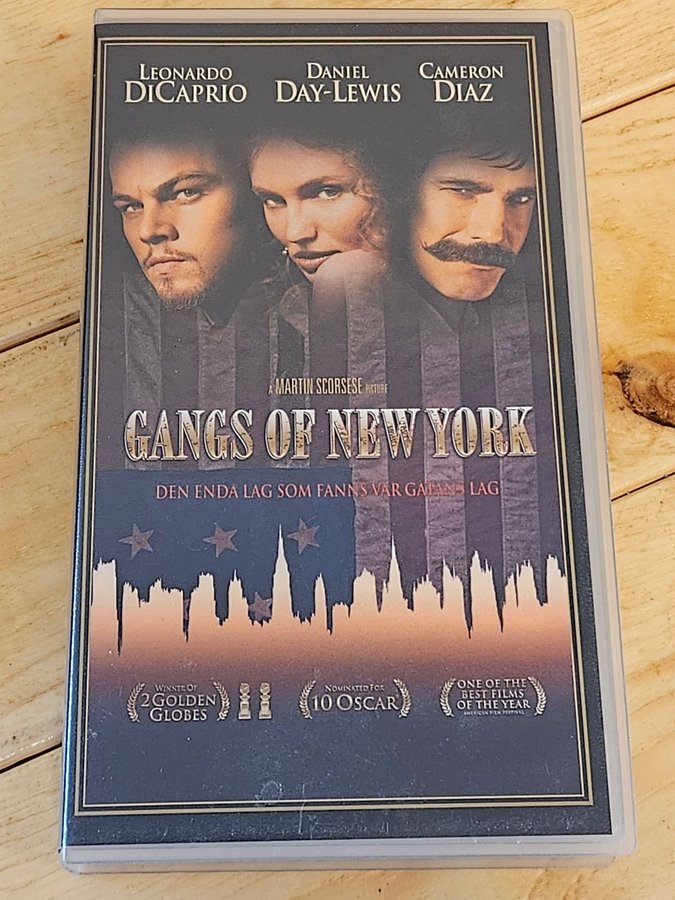 LEONARDO
DICAPRIO
DANIEL
DAY-LEWIS
CAMERON
DIAZ
A MARTIN SCORSESE PICTURE
GANGS OF NEW YORK
DEN ENDA LAG SOM FANNS VAR GATANS LAG
WINNER OF
2 GOLDEN
GLOBES
NOMINATED FOR
10 OSCAR
ONE OF THE
BEST FILMS
OF THE YEAR
AMERICAN FILM FESTIVAL